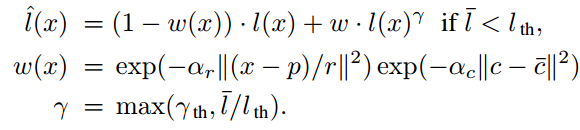 l̂(x) = (1 − w(x)) · l(x) + w · l(x)^γ if l̄ < l_th,
w(x) = exp(−α_r‖(x − p)/r‖²) exp(−α_c‖c − c̄‖²)
γ = max(γ_th, l̄/l_th).